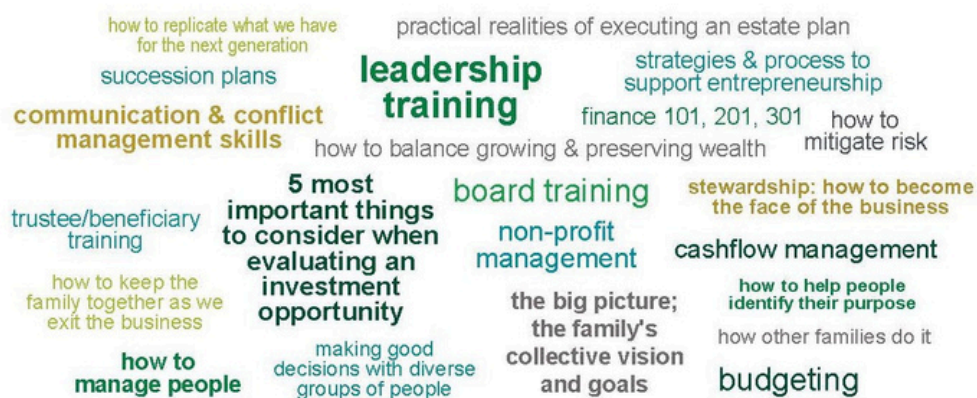 how to replicate what we have
for the next generation
practical realities of executing an estate plan
succession plans
leadership
training
strategies & process to
support entrepreneurship
communication & conflict
management skills
finance 101, 201, 301
how to
mitigate risk
how to balance growing & preserving wealth
5 most
important things
to consider when
evaluating an
investment
opportunity
board training
stewardship: how to become
the face of the business
trustee/beneficiary
training
non-profit
management
cashflow management
how to keep the
family together as we
exit the business
the big picture;
the family's
collective vision
and goals
how to help people
identify their purpose
how other families do it
how to
manage people
making good
decisions with diverse
groups of people
budgeting